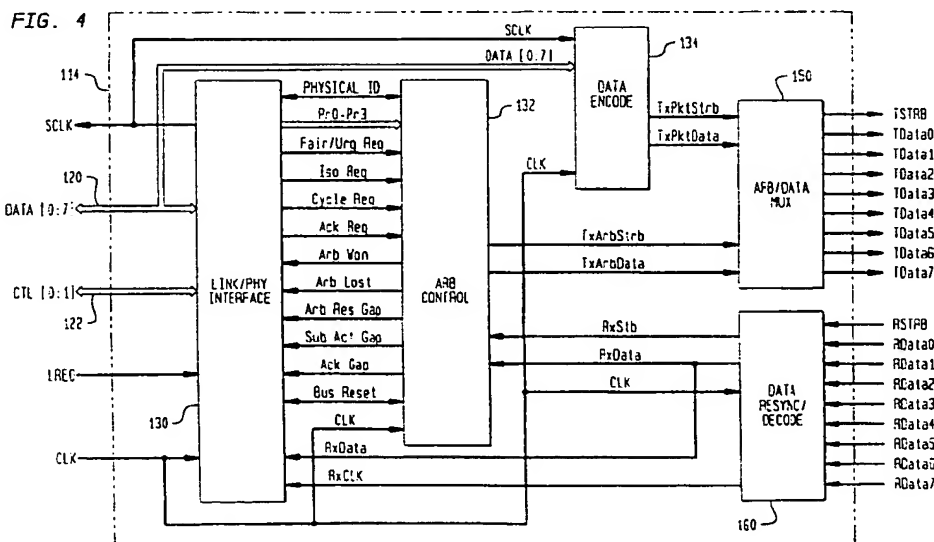 FIG. 4
114
SCLK
DATA [0.7]
134
DATA
ENCODE
TxPktStrb
TxPktData
CLK
150
ARB/DATA
MUX
TSTRB
TData0
TData1
TData2
TData3
TData4
TData5
TData6
TData7
SCLK
120
DATA [0:7]
CTL [0:1]
122
LREQ
130
CLK
LINK/PHY
INTERFACE
PHYSICAL ID
Pr0-Pr3
Fair/Urg Req
Iso Req
Cycle Req
Ack Req
Arb Won
Arb Lost
Arb Res Gap
Sub Act Gap
Ack Gap
Bus Reset
CLK
RxData
RxCLK
132
ARB
CONTROL
TxArbStrb
TxArbData
RxStb
RxData
CLK
DATA
RESYNC/
DECODE
160
RSTRB
RData0
RData1
RData2
RData3
RData4
RData5
RData6
RData7